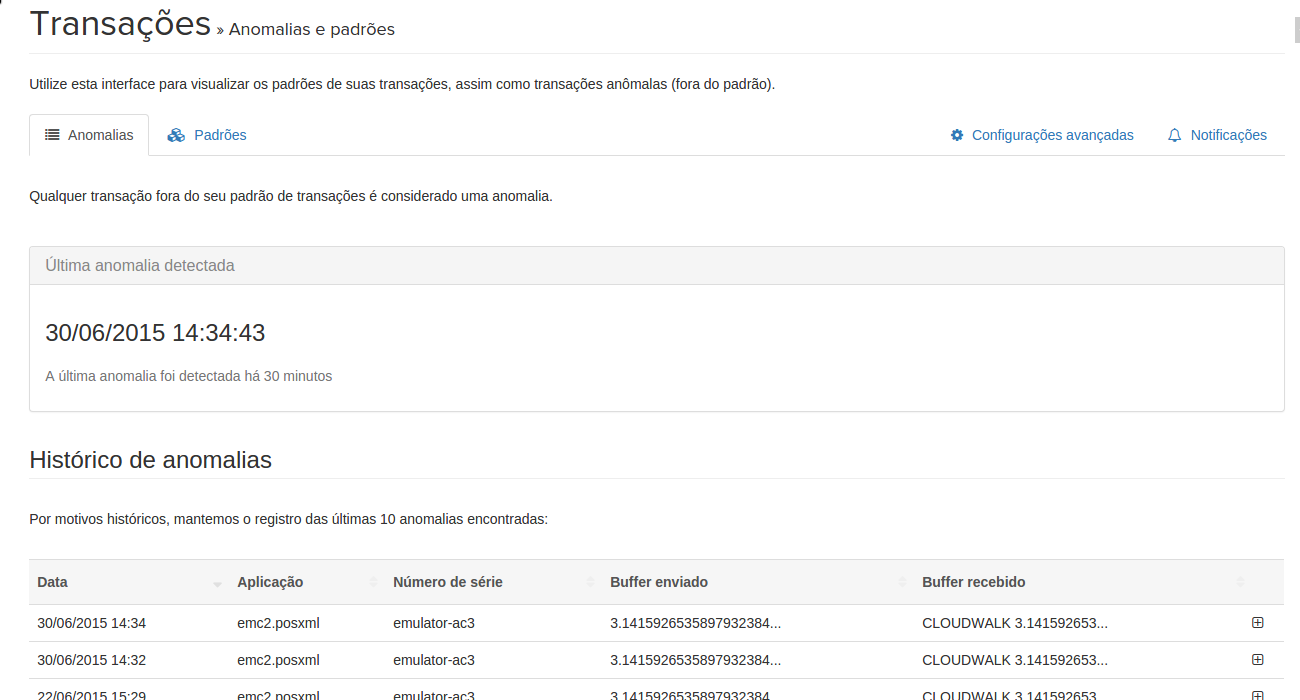 Transações » Anomalias e padrões
Utilize esta interface para visualizar os padrões de suas transações, assim como transações anômalas (fora do padrão).
Anomalias Padrões Configurações avançadas Notificações
Qualquer transação fora do seu padrão de transações é considerado uma anomalia.
Última anomalia detectada
30/06/2015 14:34:43
A última anomalia foi detectada há 30 minutos
Histórico de anomalias
Por motivos históricos, mantemos o registro das últimas 10 anomalias encontradas:
Data Aplicação Número de série Buffer enviado Buffer recebido
30/06/2015 14:34 emc2.posxml emulator-ac3 3.1415926535897932384... CLOUDWALK 3.141592653...
30/06/2015 14:32 emc2.posxml emulator-ac3 3.1415926535897932384... CLOUDWALK 3.141592653...
22/06/2015 15:29 emc2.posxml emulator-ac3 3.1415926535897932384... CLOUDWALK 3.141592653...